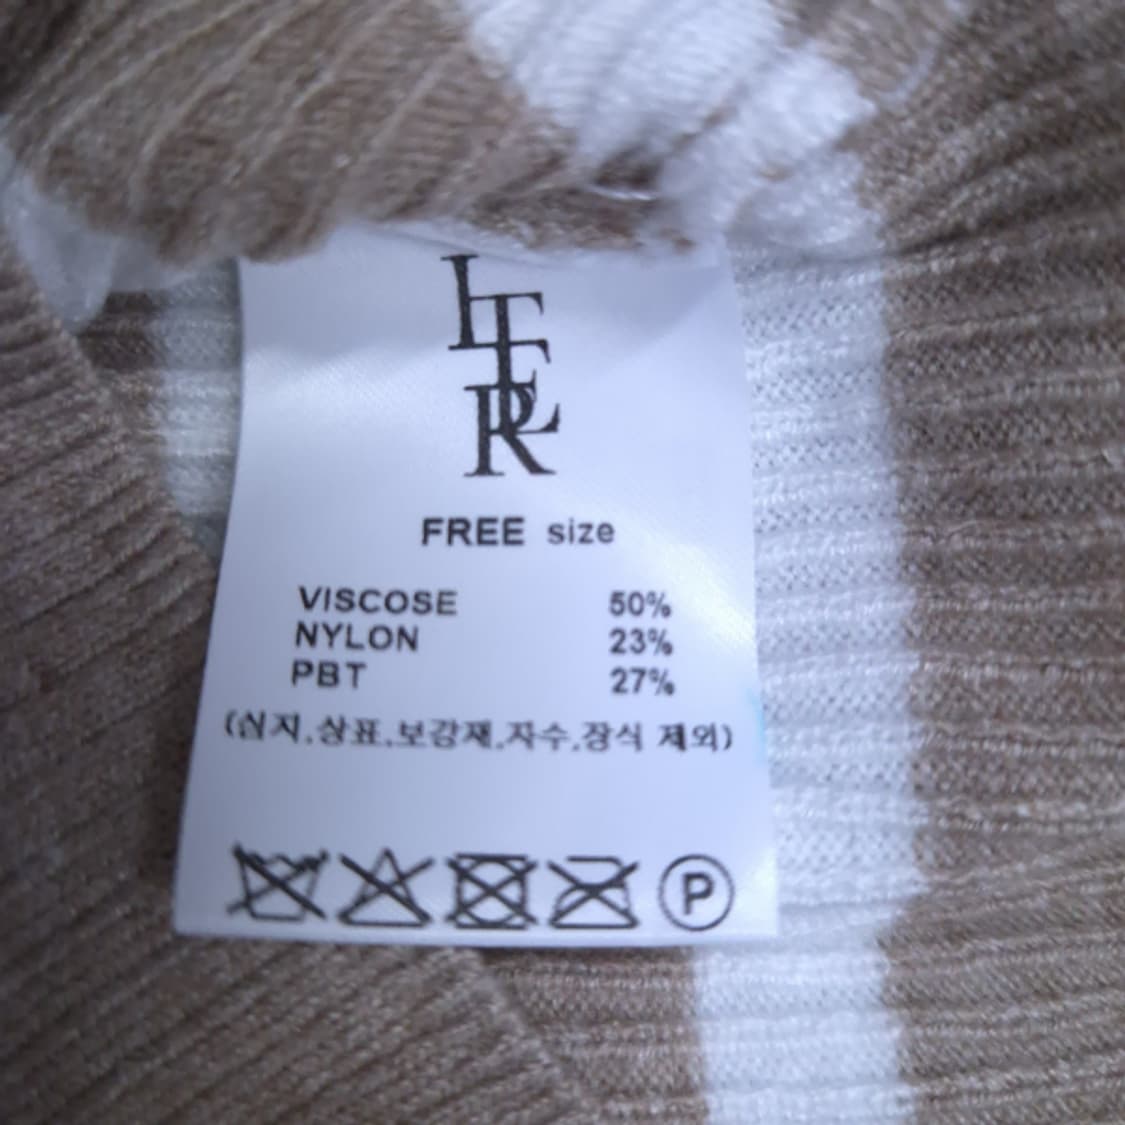 LER
FREE size
VISCOSE 50%
NYLON 23%
PBT 27%
(심지,상표,보강재,자수,장식 제외)
P